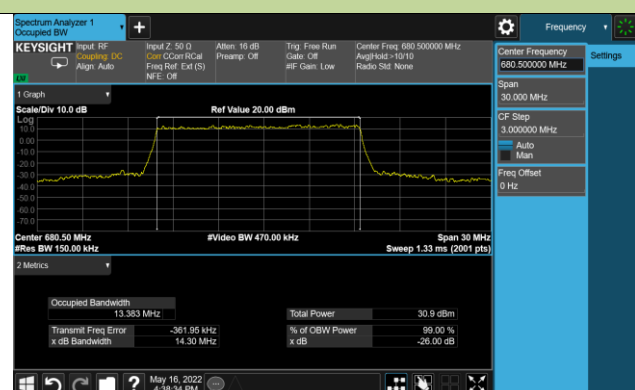 Spectrum Analyzer 1
Occupied BW
Frequency
KEYSIGHT
Input: RF
Coupling: DC
Align: Auto
Input Z: 50 Ω
Corr CCorr RCal
Freq Ref: Ext (S)
NFE: Off
Atten: 16 dB
Preamp: Off
Trig: Free Run
Gate: Off
#IF Gain: Low
Center Freq: 680.500000 MHz
Avg|Hold:>10/10
Radio Std: None
LXI
Center Frequency
680.500000 MHz
Settings
Span
30.000 MHz
CF Step
3.000000 MHz
Auto
Man
Freq Offset
0 Hz
1 Graph
Scale/Div 10.0 dB
Ref Value 20.00 dBm
Log
10.0
0.00
-10.0
-20.0
-30.0
-40.0
-50.0
-60.0
-70.0
Center 680.50 MHz
#Video BW 470.00 kHz
Span 30 MHz
#Res BW 150.00 kHz
Sweep 1.33 ms (2001 pts)
2 Metrics
Occupied Bandwidth
13.383 MHz
Total Power
30.9 dBm
Transmit Freq Error
-361.95 kHz
% of OBW Power
99.00 %
x dB Bandwidth
14.30 MHz
x dB
-26.00 dB
May 16, 2022
4:38:34 PM